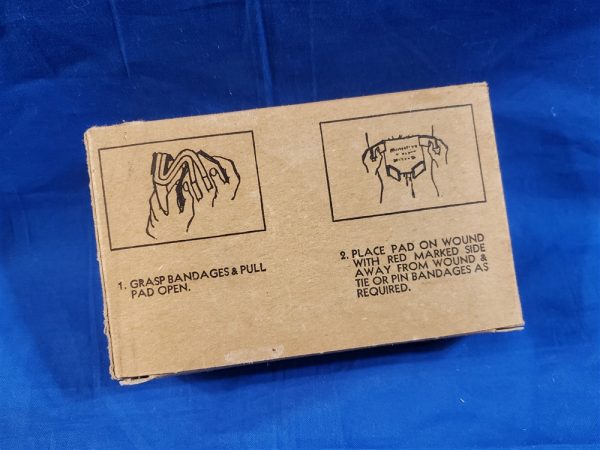 1. GRASP BANDAGES & PULL
PAD OPEN.
2. PLACE PAD ON WOUND
WITH RED MARKED SIDE
AWAY FROM WOUND &
TIE OR PIN BANDAGES AS
REQUIRED.